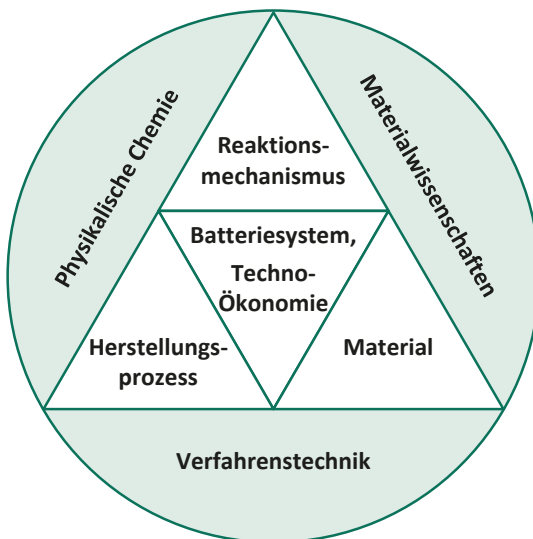 Physikalische Chemie
Materialwissenschaften
Reaktions-
mechanismus
Batteriesystem,
Techno-
Ökonomie
Herstellungs-
prozess
Material
Verfahrenstechnik